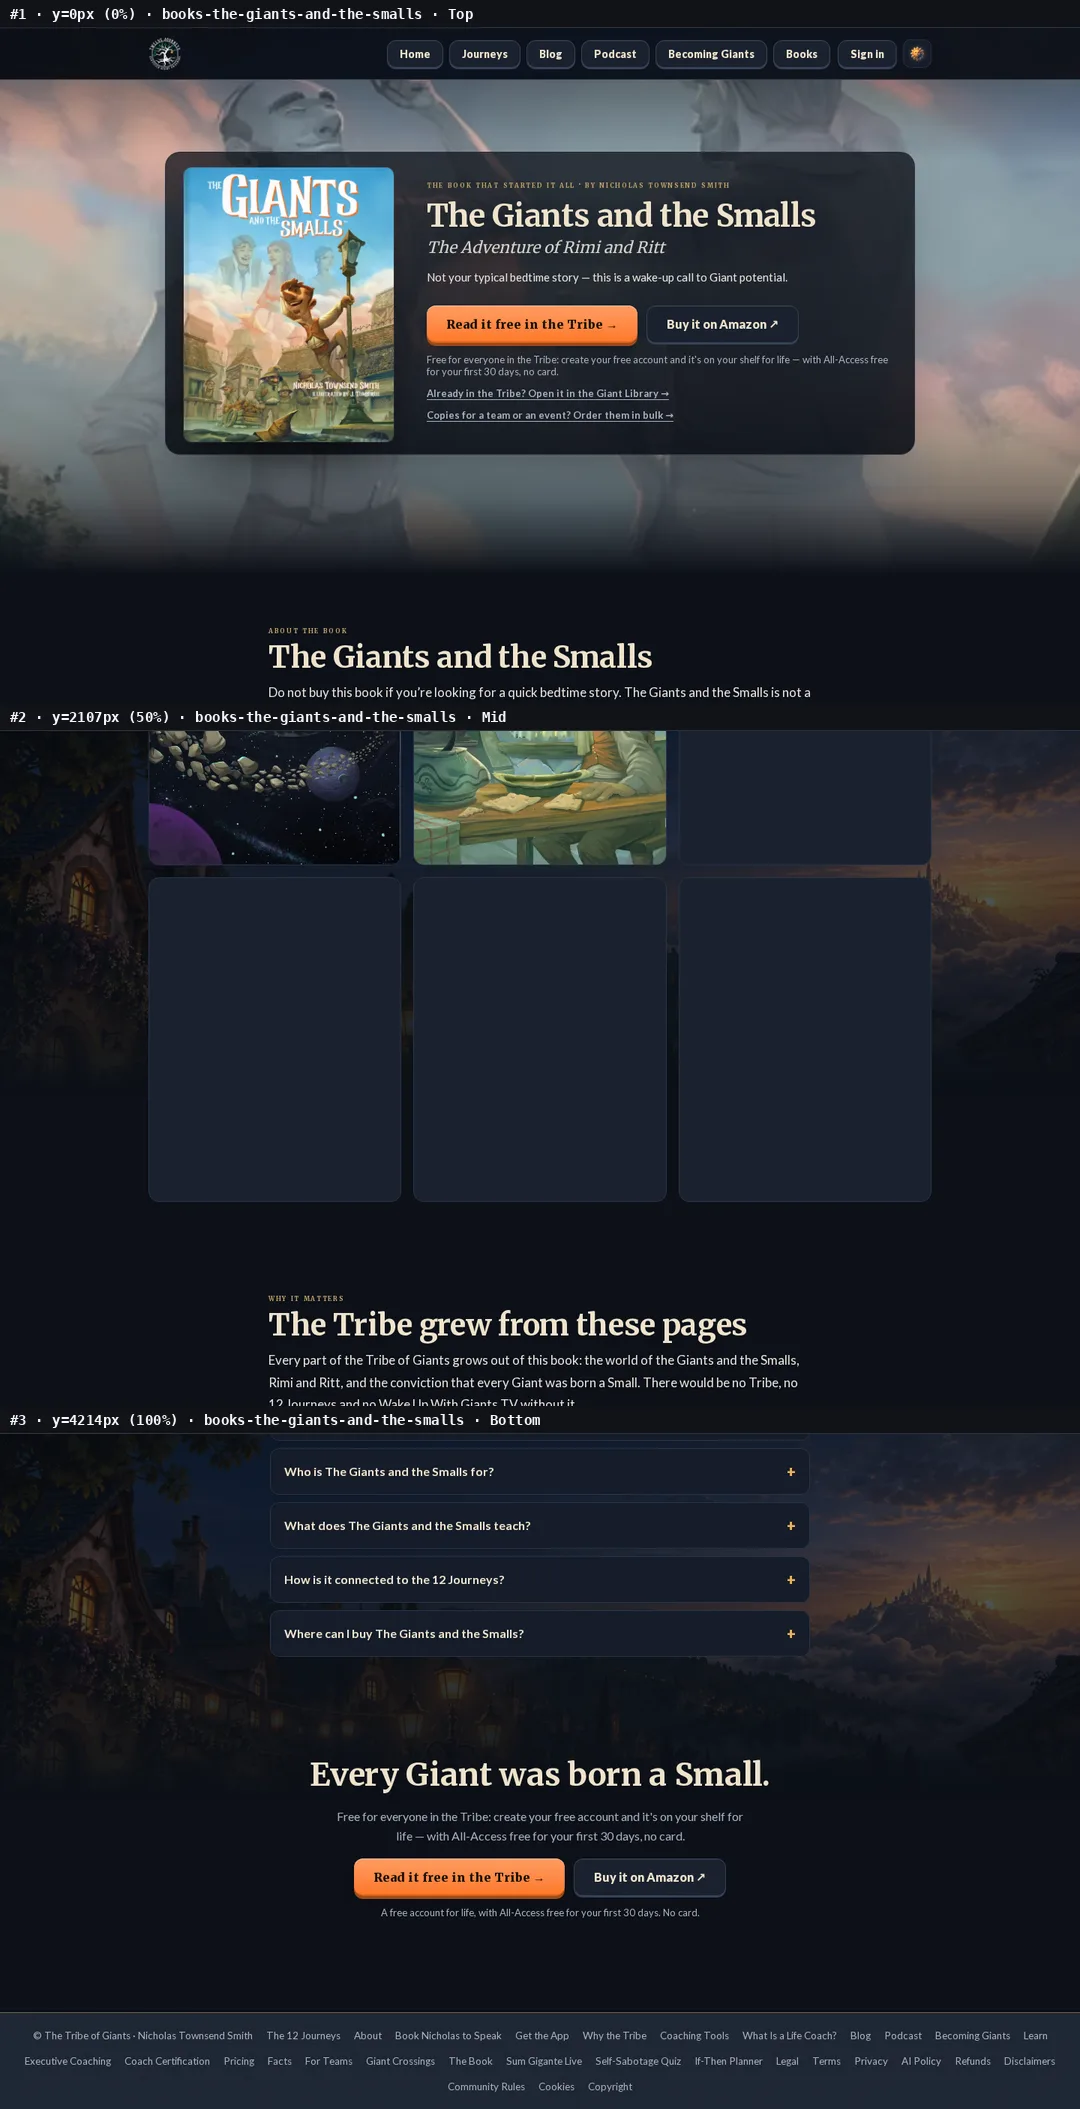 #1 · y=0px (0%) · books-the-giants-and-the-smalls · Top
Home Journeys Blog Podcast Becoming Giants Books Sign in
THE GIANTS
AND THE SMALLS
NICHOLAS TOWNSEND SMITH
THE BOOK THAT STARTED IT ALL · BY NICHOLAS TOWNSEND SMITH
The Giants and the Smalls
The Adventure of Rimi and Ritt
Not your typical bedtime story — this is a wake-up call to Giant potential.
Read it free in the Tribe → Buy it on Amazon ↗
Free for everyone in the Tribe: create your free account and it's on your shelf for life — with All-Access free
for your first 30 days, no card.
Already in the Tribe? Open it in the Giant Library →
Copies for a team or an event? Order them in bulk →
ABOUT THE BOOK
The Giants and the Smalls
Do not buy this book if you’re looking for a quick bedtime story. The Giants and the Smalls is not a
#2 · y=2107px (50%) · books-the-giants-and-the-smalls · Mid
WHY IT MATTERS
The Tribe grew from these pages
Every part of the Tribe of Giants grows out of this book: the world of the Giants and the Smalls,
Rimi and Ritt, and the conviction that every Giant was born a Small. There would be no Tribe, no
12 Journeys and no Wake Up With Giants TV without it.
#3 · y=4214px (100%) · books-the-giants-and-the-smalls · Bottom
Who is The Giants and the Smalls for? +
What does The Giants and the Smalls teach? +
How is it connected to the 12 Journeys? +
Where can I buy The Giants and the Smalls? +
Every Giant was born a Small.
Free for everyone in the Tribe: create your free account and it's on your shelf for
life — with All-Access free for your first 30 days, no card.
Read it free in the Tribe → Buy it on Amazon ↗
A free account for life, with All-Access free for your first 30 days. No card.
© The Tribe of Giants · Nicholas Townsend Smith The 12 Journeys About Book Nicholas to Speak Get the App Why the Tribe Coaching Tools What Is a Life Coach? Blog Podcast Becoming Giants Learn
Executive Coaching Coach Certification Pricing Facts For Teams Giant Crossings The Book Sum Gigante Live Self-Sabotage Quiz If-Then Planner Legal Terms Privacy AI Policy Refunds Disclaimers
Community Rules Cookies Copyright